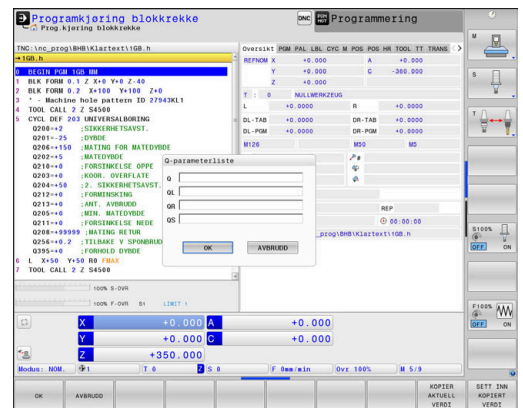 Programkjøring blokkrekke
Prog.kjøring blokkrekke
DNC
Programmering
TNC:\nc_prog\BHB\Klartext\1GB.h
→1GB.h
0 BEGIN PGM 1GB MM
1 BLK FORM 0.1 Z X+0 Y+0 Z-40
2 BLK FORM 0.2 X+100 Y+100 Z+0
3 * - Machine hole pattern ID 27943KL1
4 TOOL CALL 2 Z S4500
5 CYCL DEF 203 UNIVERSALBORING
Q200=+2 ;SIKKERHETSAVST.
Q201=-25 ;DYBDE
Q206=+150 ;MATING FOR MATEDYBDE
Q202=+5 ;MATEDYBDE
Q210=+0 ;FORSINKELSE OPPE
Q203=+0 ;KOOR. OVERFLATE
Q204=+50 ;2. SIKKERHETSAVST.
Q212=+0 ;FORMINSKING
Q213=+0 ;ANT. AVBRUDD
Q205=+0 ;MIN. MATEDYBDE
Q211=+0 ;FORSINKELSE NEDE
Q208=+99999 ;MATING RETUR
Q256=+0.2 ;TILBAKE V SPONBRUD
Q395=+0 ;FORHOLD DYBDE
6 L X+50 Y+50 R0 FMAX
7 TOOL CALL 2 Z S4500
100% S-OVR
100% F-OVR S1 LIMIT 1
Oversikt PGM PAL LBL CYC M POS POS HR TOOL TT TRANS
REFNOM X +0.000 A +0.000
Y +0.000 C -360.000
Z +0.000
T : 0 NULLWERKZEUG
L +0.0000 R +0.0000
DL-TAB +0.0000 DR-TAB +0.0000
DL-PGM +0.0000 DR-PGM +0.0000
M126 M50 M5
P#
REP
00:00:00
_prog\BHB\Klartext\1GB.h
Q-parameterliste
Q
QL
QR
QS
OK AVBRUDD
X +0.000 A +0.000
Y +0.000 C +0.000
Z +350.000
Modus: NOM. 1 T 0 Z S 0 F 0mm/min Ovr 100% M 5/9
OK
AVBRUDD
KOPIER
AKTUELL
VERDI
SETT INN
KOPIERT
VERDI
M
S
T
S100%
OFF ON
F100%
OFF ON